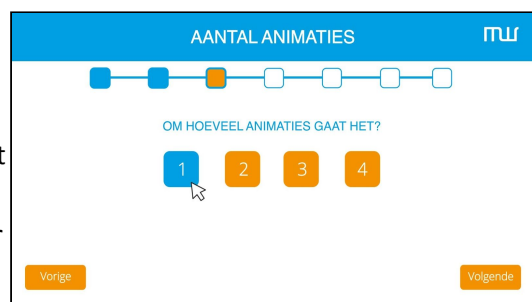 AANTAL ANIMATIES
OM HOEVEEL ANIMATIES GAAT HET?
1 2 3 4
Vorige
Volgende